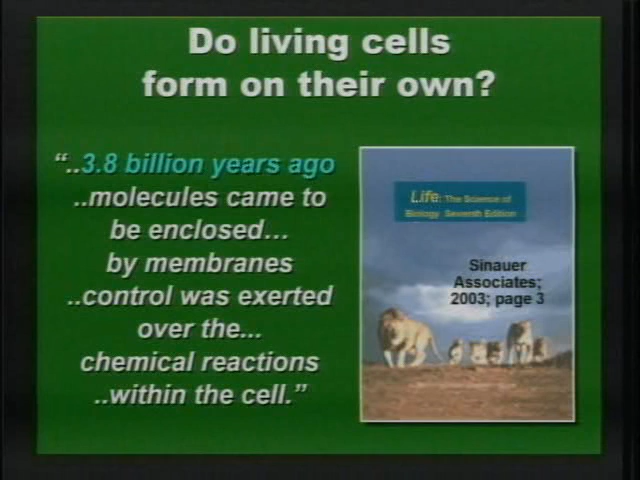 Do living cells
form on their own?
“..3.8 billion years ago
..molecules came to
be enclosed...
by membranes
..control was exerted
over the...
chemical reactions
..within the cell.”
Life: The Science of
Biology Seventh Edition
Sinauer
Associates;
2003; page 3